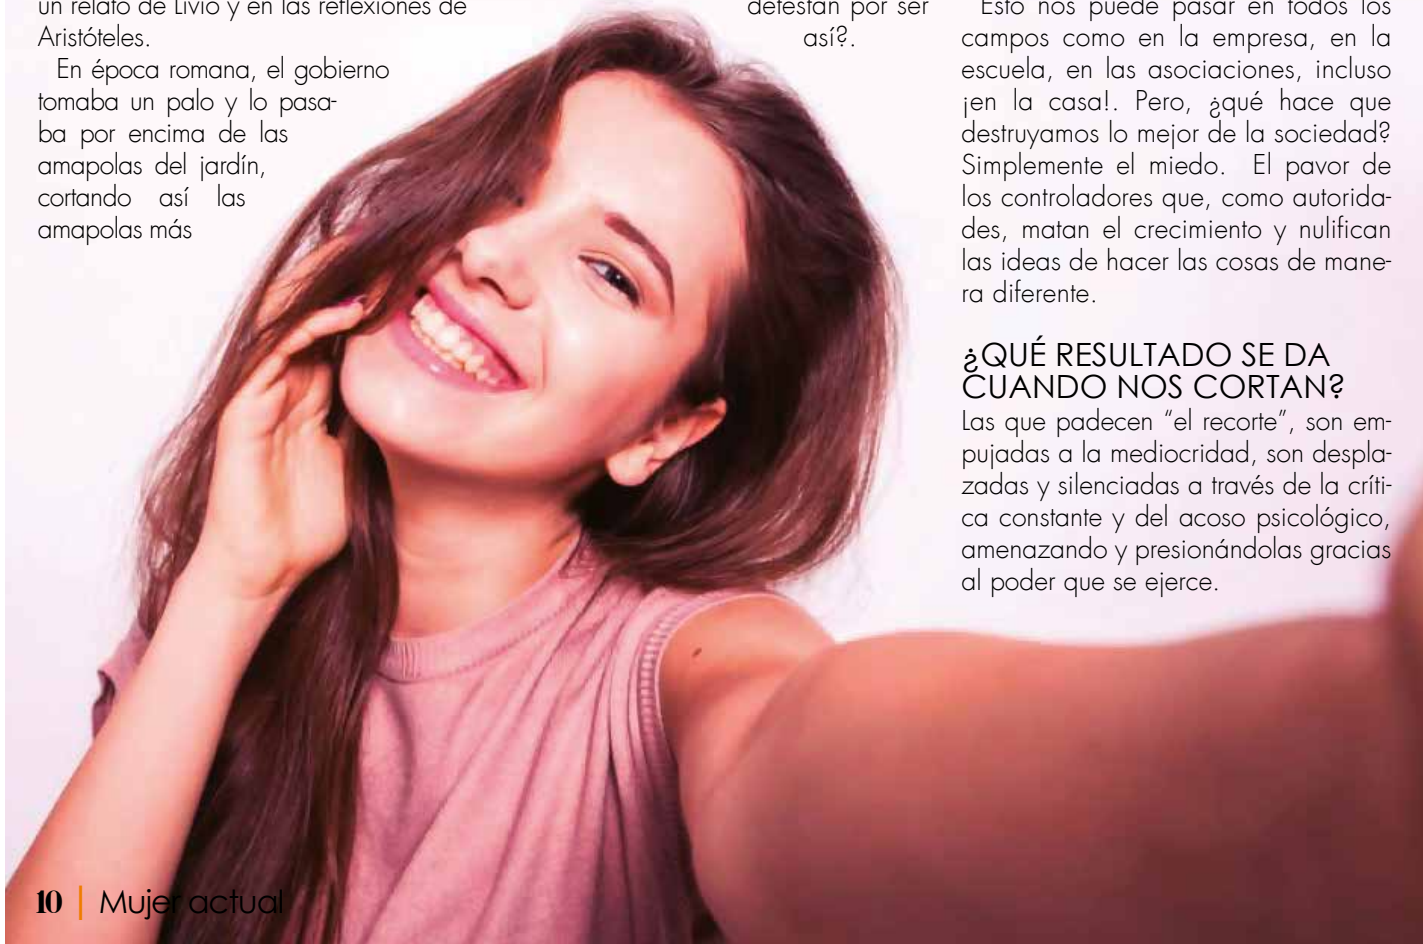 un relato de Livio y en las reflexiones de
Aristóteles.
En época romana, el gobierno
tomaba un palo y lo pasa-
ba por encima de las
amapolas del jardín,
cortando así las
amapolas más
detestan por ser
así?.
Esto nos puede pasar en todos los
campos como en la empresa, en la
escuela, en las asociaciones, incluso
¡en la casa!. Pero, ¿qué hace que
destruyamos lo mejor de la sociedad?
Simplemente el miedo. El pavor de
los controladores que, como autorida-
des, matan el crecimiento y nulifican
las ideas de hacer las cosas de mane-
ra diferente.
¿QUÉ RESULTADO SE DA
CUANDO NOS CORTAN?
Las que padecen “el recorte”, son em-
pujadas a la mediocridad, son despla-
zadas y silenciadas a través de la críti-
ca constante y del acoso psicológico,
amenazando y presionándolas gracias
al poder que se ejerce.
10 | Mujer actual